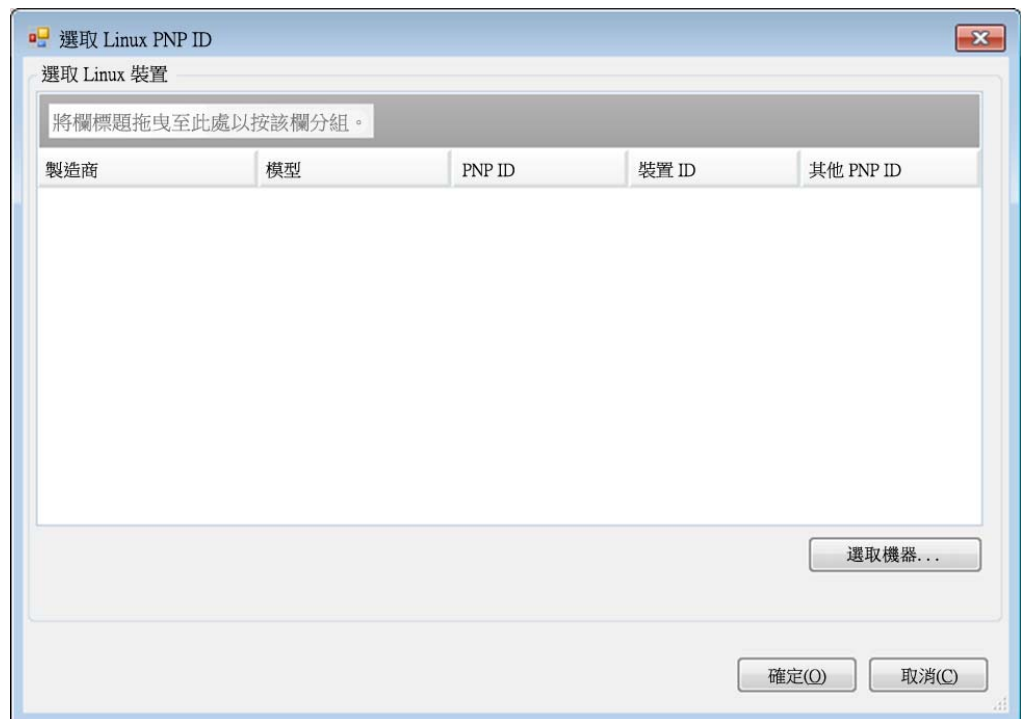 選取 Linux PNP ID
選取 Linux 裝置
將欄標題拖曳至此處以按該欄分組。
製造商 模型 PNP ID 裝置 ID 其他 PNP ID
選取機器...
確定(O) 取消(C)